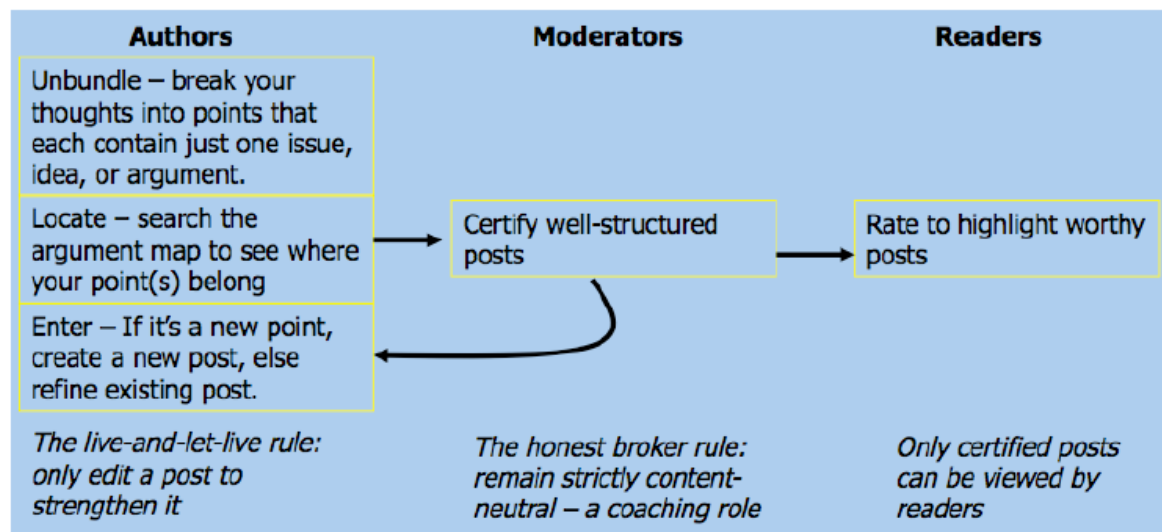 Authors
Unbundle – break your
thoughts into points that
each contain just one issue,
idea, or argument.
Locate – search the
argument map to see where
your point(s) belong
Enter – If it's a new point,
create a new post, else
refine existing post.
The live-and-let-live rule:
only edit a post to
strengthen it
Moderators
Certify well-structured
posts
The honest broker rule:
remain strictly content-
neutral – a coaching role
Readers
Rate to highlight worthy
posts
Only certified posts
can be viewed by
readers